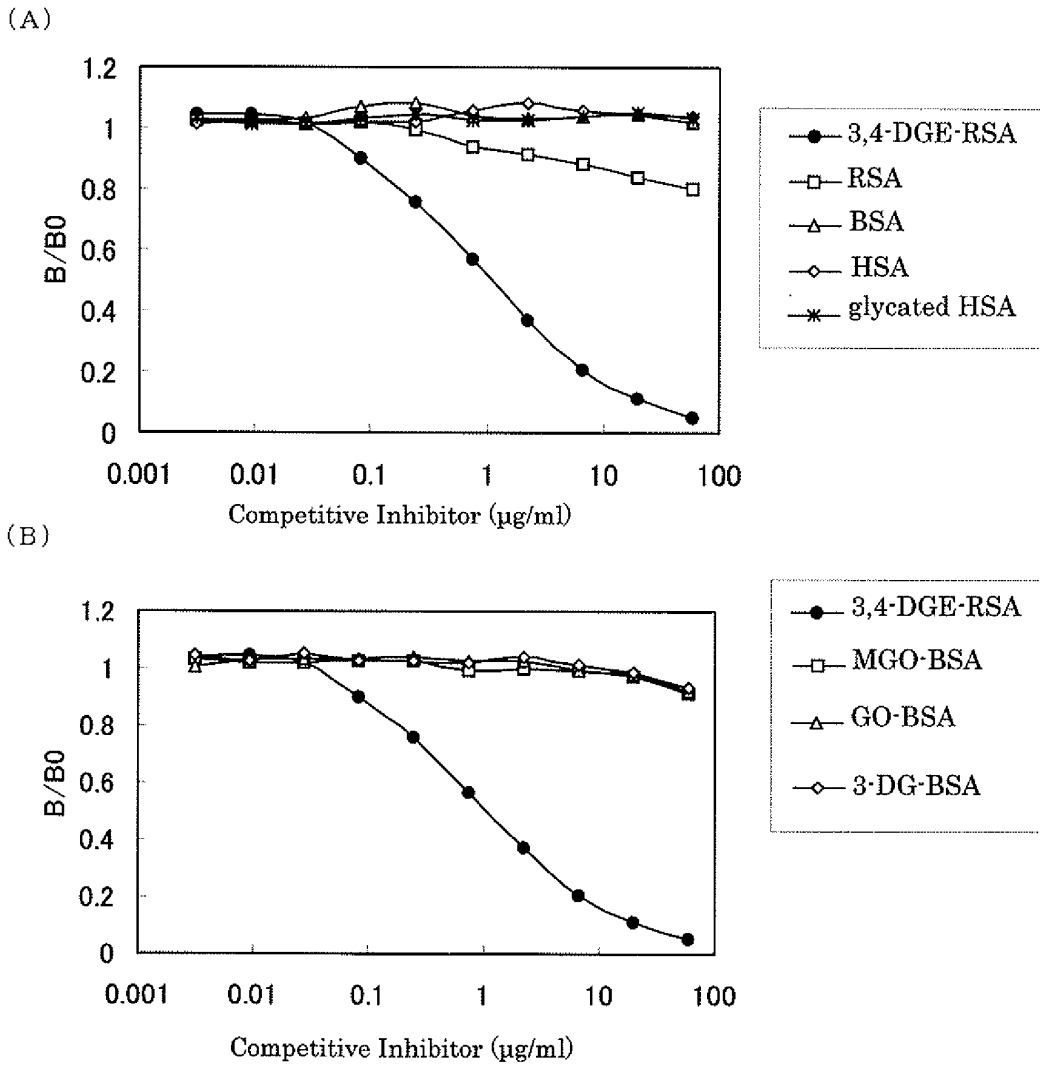 (A)
1.2
1
0.8
0.6
0.4
0.2
0
B/B0
0.001 0.01 0.1 1 10 100
Competitive Inhibitor (µg/ml)
3,4-DGE-RSA
RSA
BSA
HSA
glycated HSA
(B)
1.2
1
0.8
0.6
0.4
0.2
0
B/B0
0.001 0.01 0.1 1 10 100
Competitive Inhibitor (µg/ml)
3,4-DGE-RSA
MGO-BSA
GO-BSA
3-DG-BSA